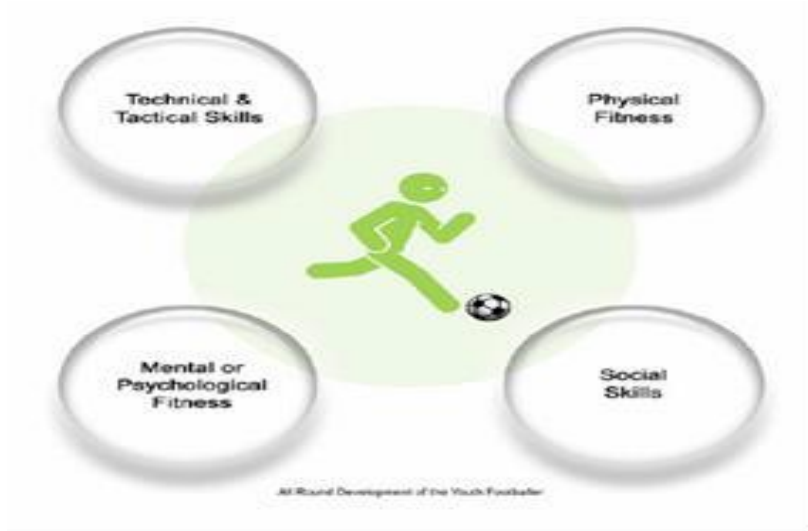 Technical &
Tactical Skills
Physical
Fitness
Mental or
Psychological
Fitness
Social
Skills
All Round Development of the Youth Footballer